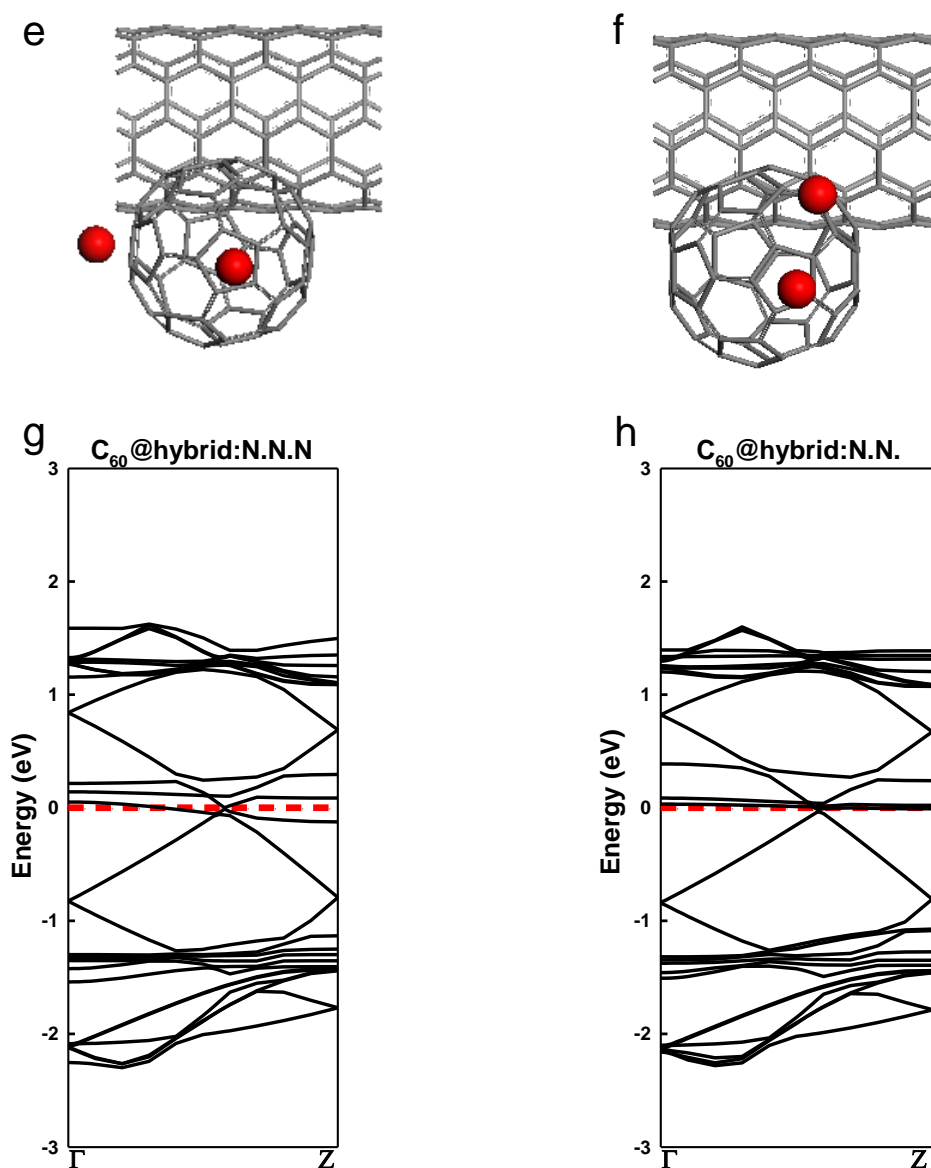 e
f
g
C60@hybrid:N.N.N
3
2
1
0
-1
-2
-3
Energy (eV)
Γ
Z
h
C60@hybrid:N.N.
3
2
1
0
-1
-2
-3
Energy (eV)
Γ
Z